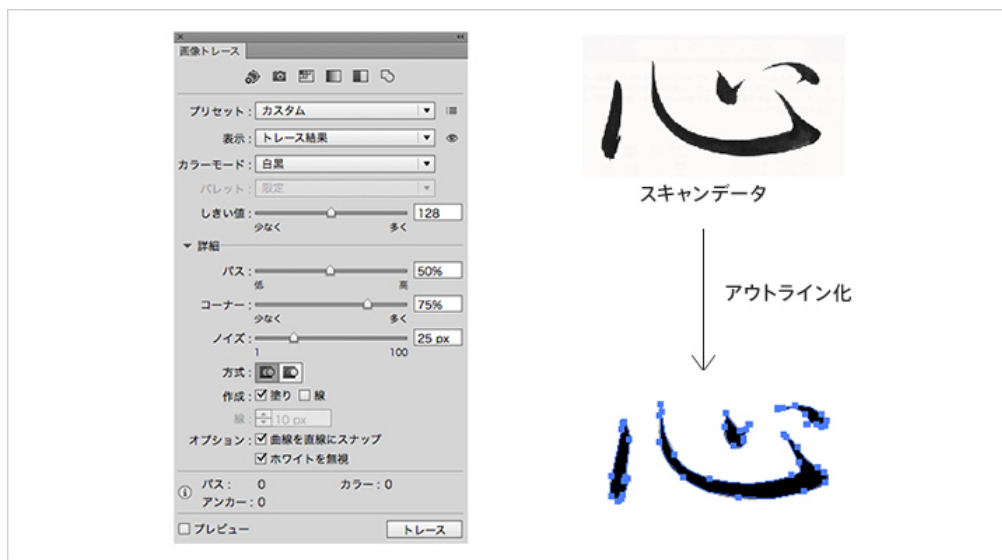 画像トレース
プリセット : カスタム
表示 : トレース結果
カラーモード : 白黒
パレット : 限定
しきい値 : 128
少なく 多く
詳細
パス : 50%
低 高
コーナー : 75%
少なく 多く
ノイズ : 25 px
1 100
方式 :
作成 : 塗り 線
線 : 10 px
オプション : 曲線を直線にスナップ
ホワイトを無視
パス : 0 カラー : 0
アンカー : 0
プレビュー トレース
心
スキャンデータ
アウトライン化
心